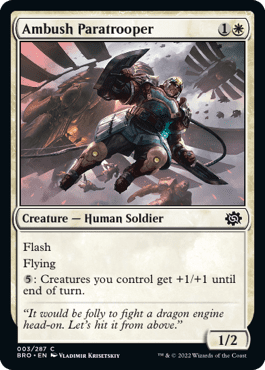 Ambush Paratrooper 1
Creature — Human Soldier
Flash
Flying
5: Creatures you control get +1/+1 until
end of turn.
“It would be folly to fight a dragon engine
head-on. Let’s hit it from above.”
1/2
003/287 C
BRO • EN Vladimir Krisetskiy
™ & © 2022 Wizards of the Coast